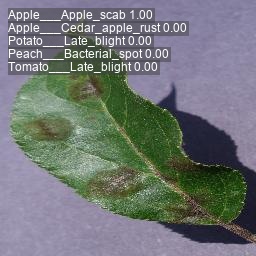 Apple___Apple_scab 1.00
Apple___Cedar_apple_rust 0.00
Potato___Late_blight 0.00
Peach___Bacterial_spot 0.00
Tomato___Late_blight 0.00